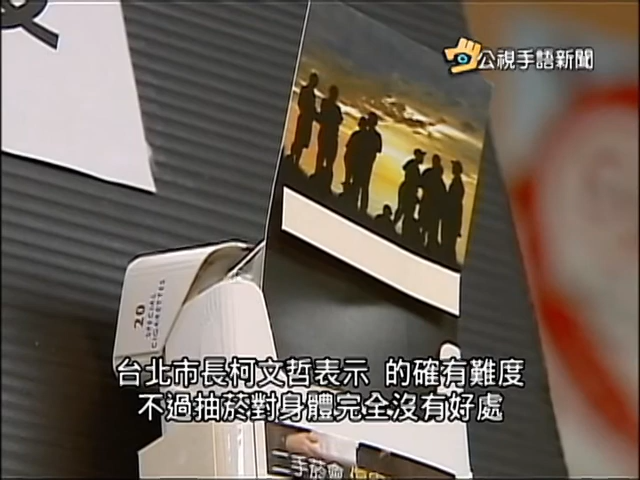 公視手語新聞
20
SPECIAL
CIGARETTES
台北市長柯文哲表示 的確有難度
不過抽菸對身體完全沒有好處
二手菸會